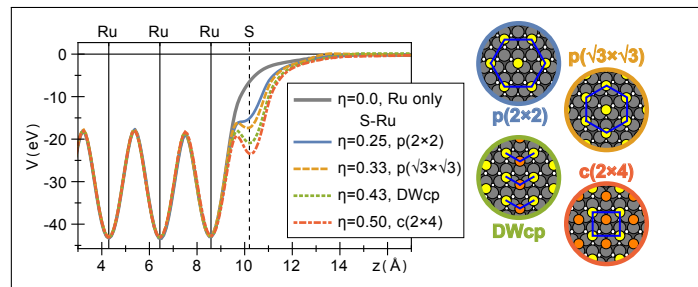 Ru Ru Ru S
0
-10
-20
-30
-40
V(eV)
η=0.0, Ru only
S-Ru
η=0.25, p(2×2)
η=0.33, p(√3×√3)
η=0.43, DWcp
η=0.50, c(2×4)
4 6 8 10 12 14 z(Å)
p(2×2)
p(√3×√3)
DWcp
c(2×4)